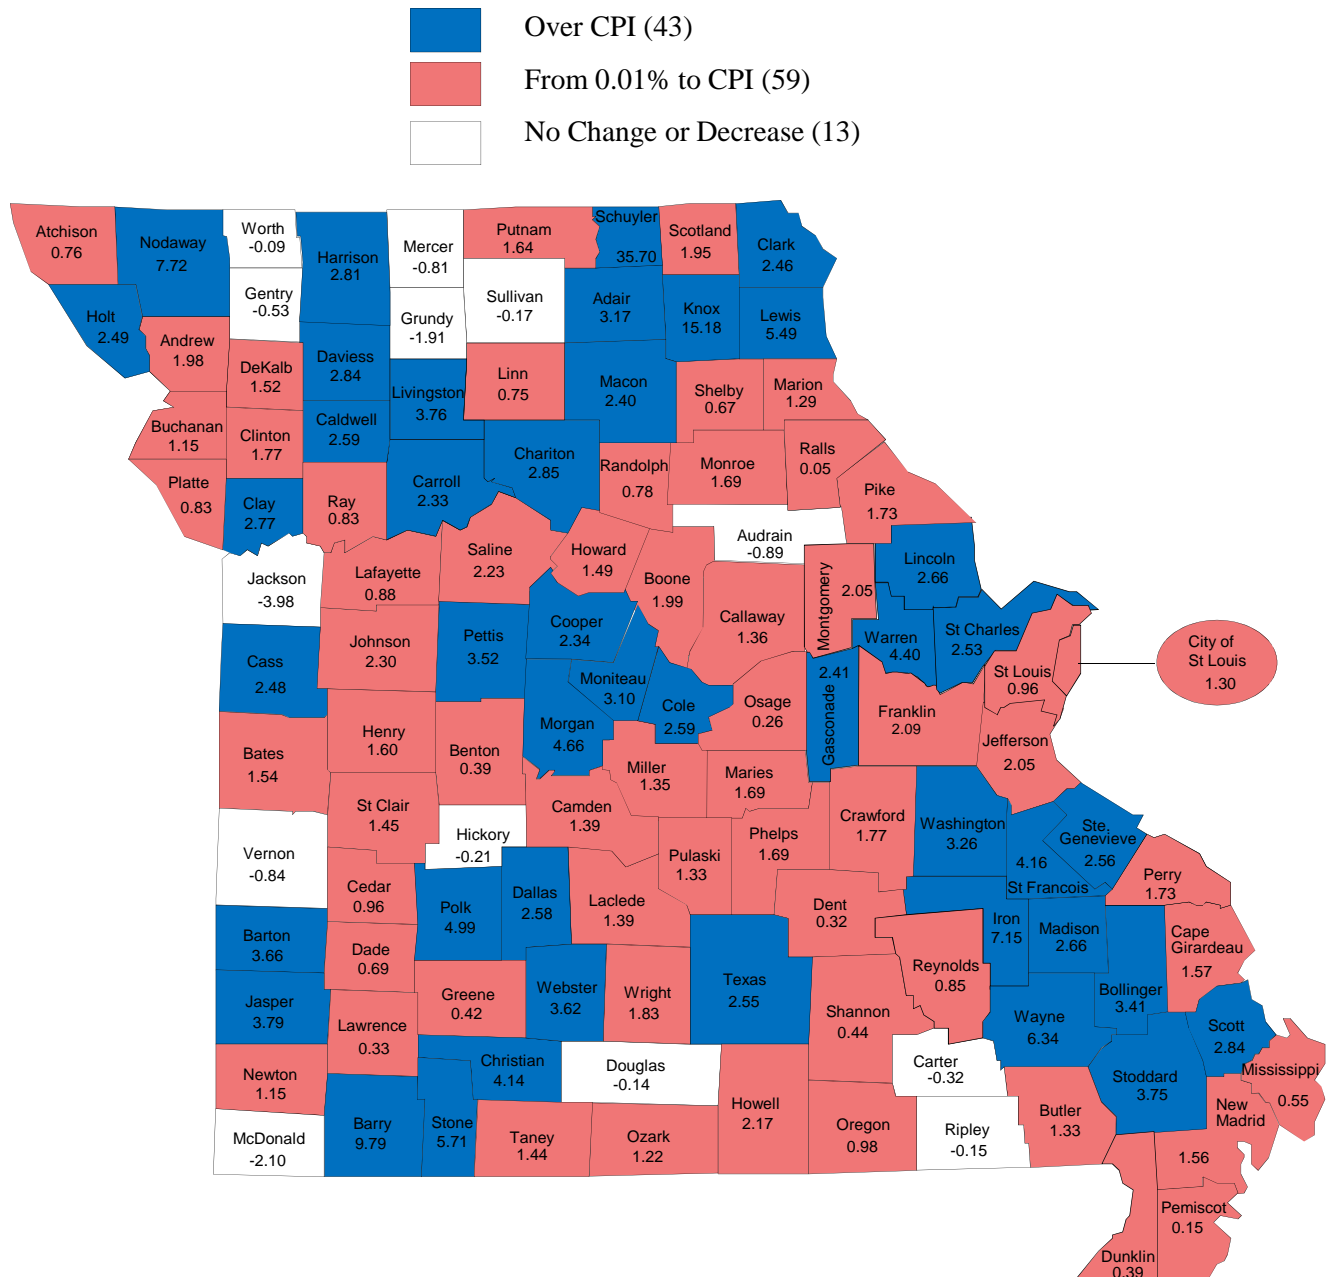 Over CPI (43)
From 0.01% to CPI (59)
No Change or Decrease (13)
Atchison
0.76
Nodaway
7.72
Worth
-0.09
Gentry
-0.53
Harrison
2.81
Mercer
-0.81
Grundy
-1.91
Putnam
1.64
Sullivan
-0.17
Schuyler
35.70
Scotland
1.95
Clark
2.46
Holt
2.49
Andrew
1.98
DeKalb
1.52
Daviess
2.84
Livingston
3.76
Linn
0.75
Adair
3.17
Knox
15.18
Lewis
5.49
Macon
2.40
Shelby
0.67
Marion
1.29
Buchanan
1.15
Clinton
1.77
Caldwell
2.59
Platte
0.83
Clay
2.77
Ray
0.83
Carroll
2.33
Chariton
2.85
Randolph
0.78
Monroe
1.69
Ralls
0.05
Pike
1.73
Jackson
-3.98
Lafayette
0.88
Saline
2.23
Howard
1.49
Boone
1.99
Audrain
-0.89
Callaway
1.36
Montgomery
2.05
Lincoln
2.66
Warren
4.40
St Charles
2.53
St Louis
0.96
City of
St Louis
1.30
Cass
2.48
Johnson
2.30
Pettis
3.52
Cooper
2.34
Moniteau
3.10
Morgan
4.66
Cole
2.59
Osage
0.26
2.41
Gasconade
Franklin
2.09
Jefferson
2.05
Bates
1.54
Henry
1.60
Benton
0.39
Miller
1.35
Maries
1.69
St Clair
1.45
Hickory
-0.21
Camden
1.39
Pulaski
1.33
Phelps
1.69
Crawford
1.77
Washington
3.26
4.16
St Francois
Ste.
Genevieve
2.56
Perry
1.73
Vernon
-0.84
Cedar
0.96
Polk
4.99
Dallas
2.58
Laclede
1.39
Dent
0.32
Iron
7.15
Madison
2.66
Cape
Girardeau
1.57
Barton
3.66
Dade
0.69
Greene
0.42
Webster
3.62
Wright
1.83
Texas
2.55
Reynolds
0.85
Shannon
0.44
Wayne
6.34
Bollinger
3.41
Scott
2.84
Jasper
3.79
Lawrence
0.33
Christian
4.14
Douglas
-0.14
Carter
-0.32
Stoddard
3.75
Mississippi
0.55
Newton
1.15
McDonald
-2.10
Barry
9.79
Stone
5.71
Taney
1.44
Ozark
1.22
Howell
2.17
Oregon
0.98
Ripley
-0.15
Butler
1.33
New
Madrid
1.56
Pemiscot
0.15
Dunklin
0.39